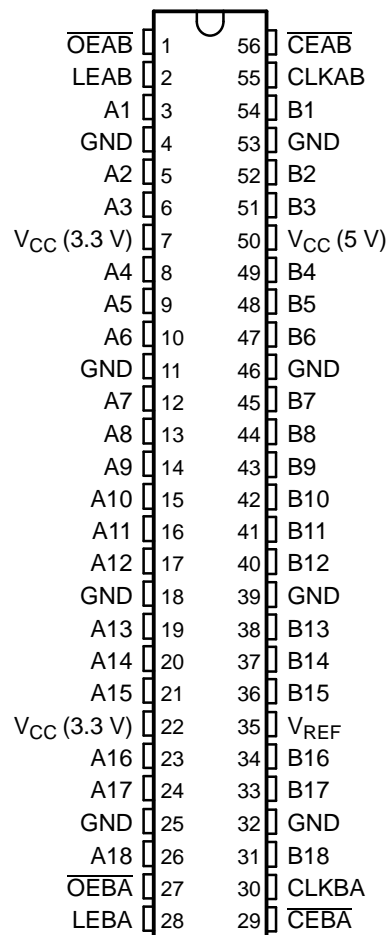 O̅E̅A̅B̅ 1 56 C̅E̅A̅B̅
LEAB 2 55 CLKAB
A1 3 54 B1
GND 4 53 GND
A2 5 52 B2
A3 6 51 B3
VCC (3.3 V) 7 50 VCC (5 V)
A4 8 49 B4
A5 9 48 B5
A6 10 47 B6
GND 11 46 GND
A7 12 45 B7
A8 13 44 B8
A9 14 43 B9
A10 15 42 B10
A11 16 41 B11
A12 17 40 B12
GND 18 39 GND
A13 19 38 B13
A14 20 37 B14
A15 21 36 B15
VCC (3.3 V) 22 35 VREF
A16 23 34 B16
A17 24 33 B17
GND 25 32 GND
A18 26 31 B18
O̅E̅B̅A̅ 27 30 CLKBA
LEBA 28 29 C̅E̅B̅A̅